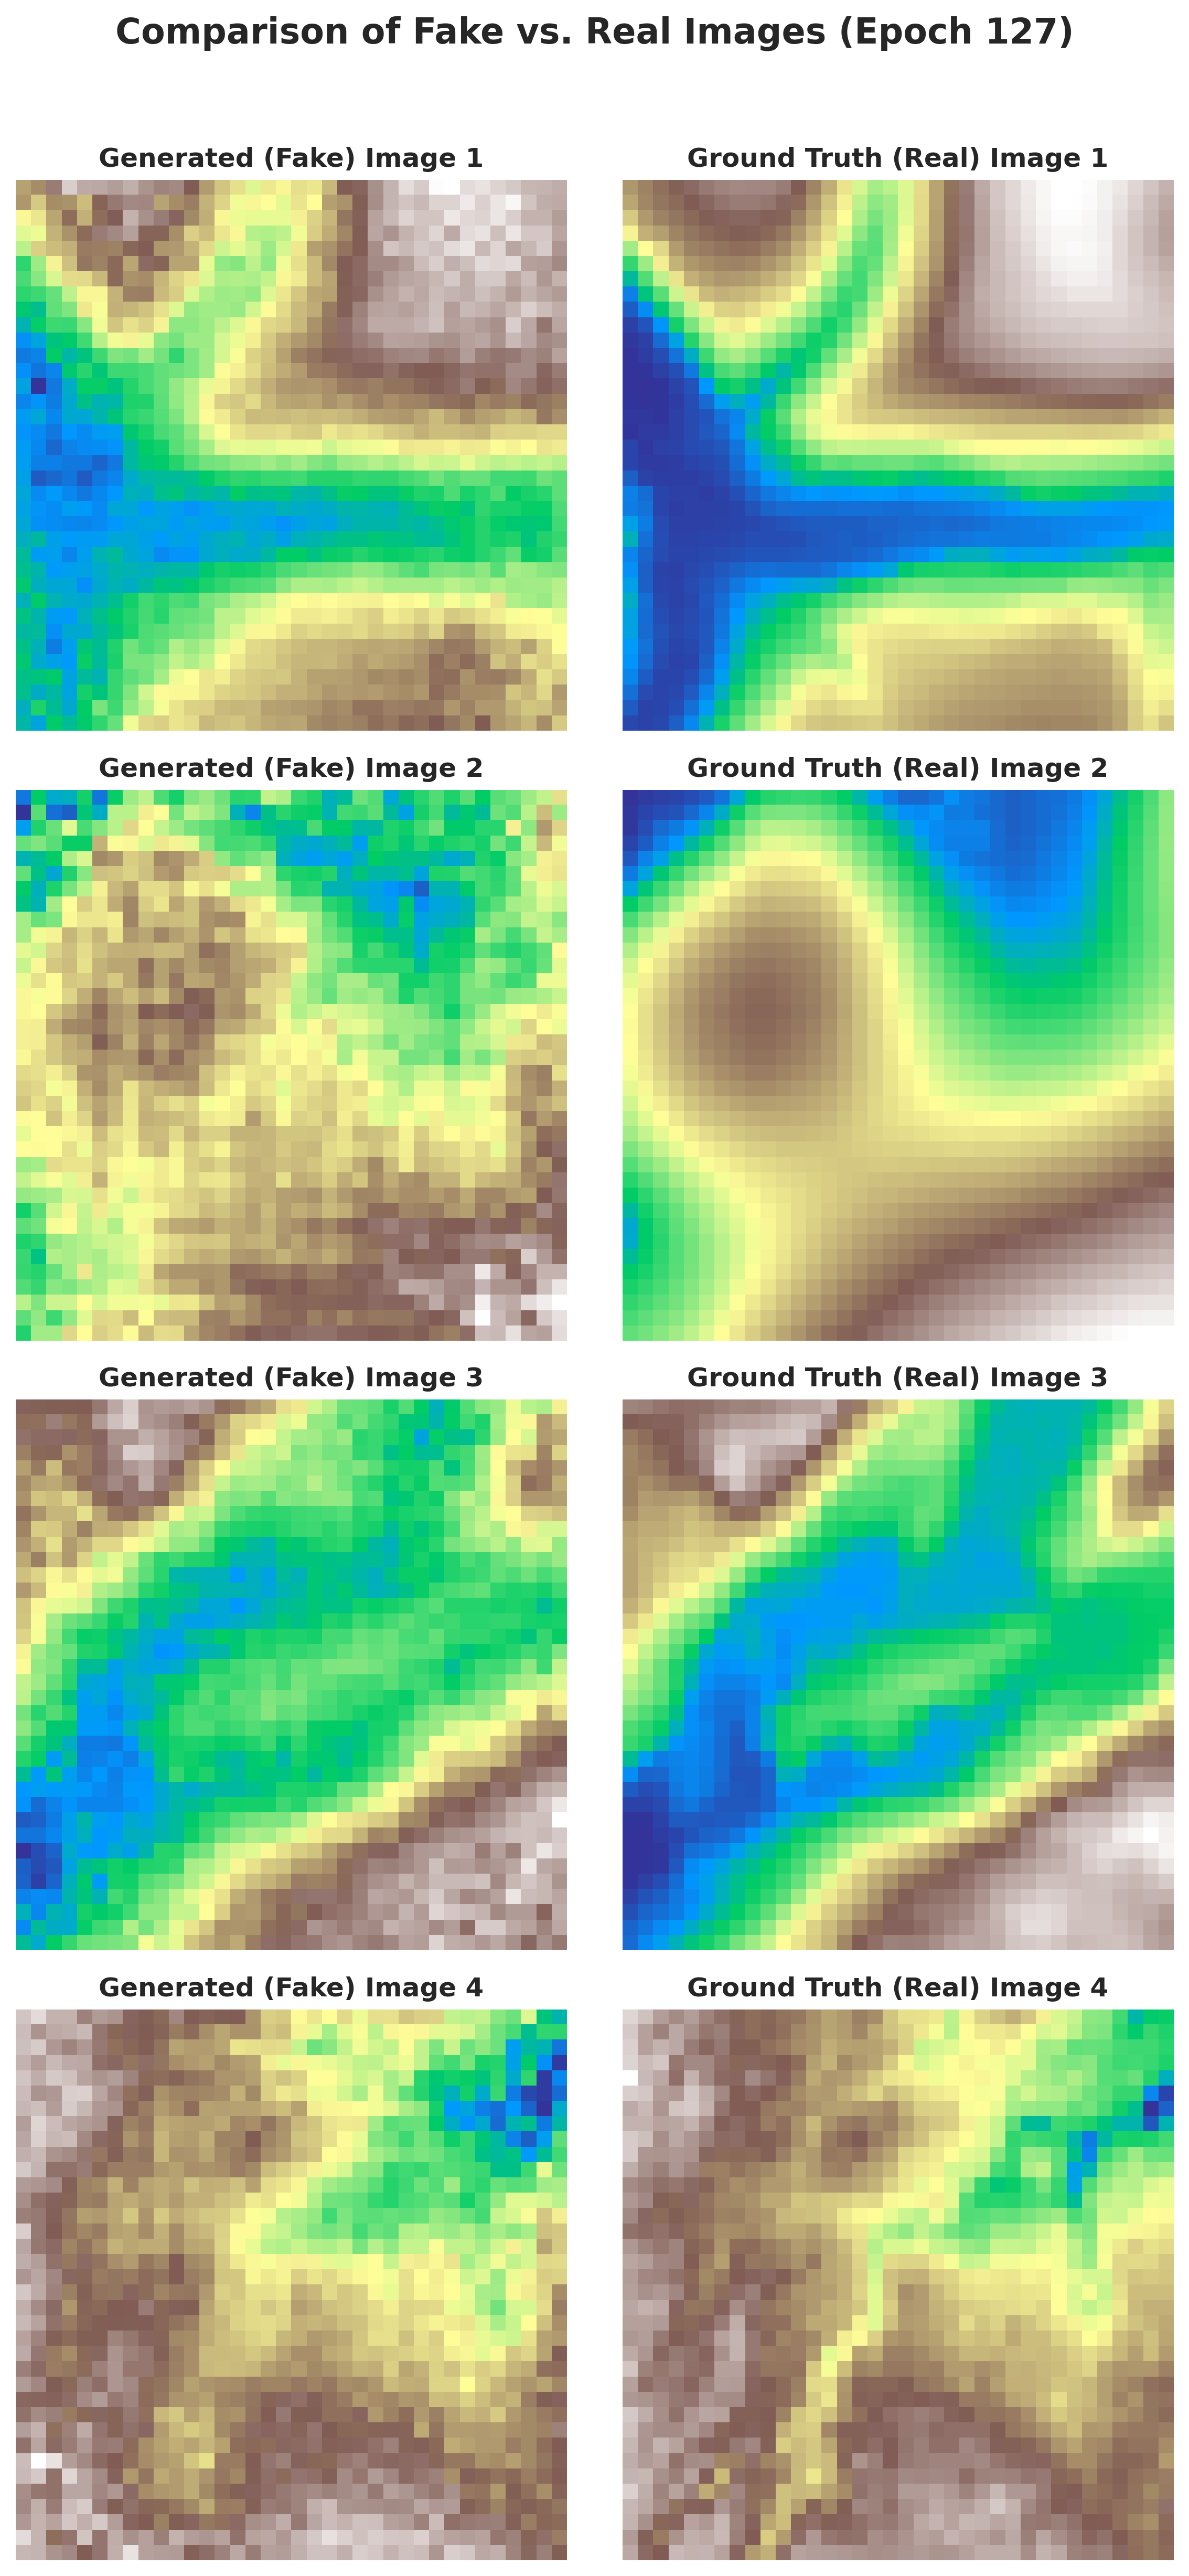 Comparison of Fake vs. Real Images (Epoch 127)
Generated (Fake) Image 1
Ground Truth (Real) Image 1
Generated (Fake) Image 2
Ground Truth (Real) Image 2
Generated (Fake) Image 3
Ground Truth (Real) Image 3
Generated (Fake) Image 4
Ground Truth (Real) Image 4